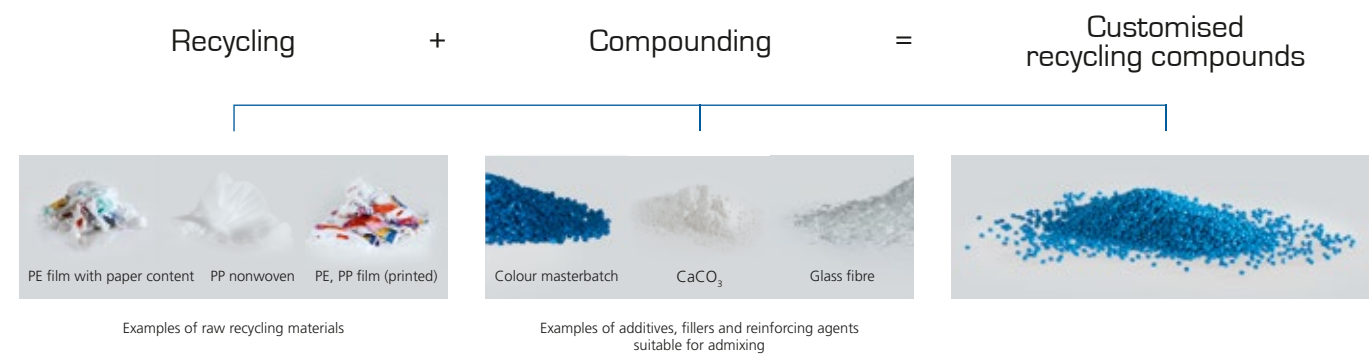 Recycling + Compounding = Customised
recycling compounds
PE film with paper content PP nonwoven PE, PP film (printed)
Colour masterbatch CaCO₃ Glass fibre
Examples of raw recycling materials
Examples of additives, fillers and reinforcing agents
suitable for admixing